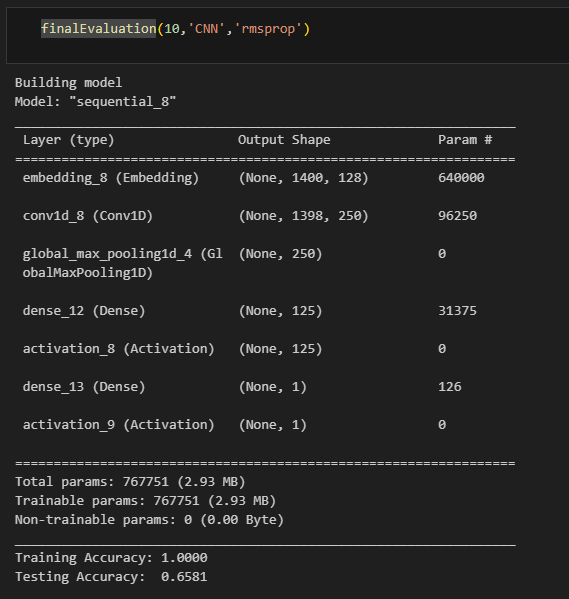 finalEvaluation(10,'CNN','rmsprop')
Building model
Model: "sequential_8"
_________________________________________________________________
Layer (type) Output Shape Param #
=================================================================
embedding_8 (Embedding) (None, 1400, 128) 640000
conv1d_8 (Conv1D) (None, 1398, 250) 96250
global_max_pooling1d_4 (Gl (None, 250) 0
obalMaxPooling1D)
dense_12 (Dense) (None, 125) 31375
activation_8 (Activation) (None, 125) 0
dense_13 (Dense) (None, 1) 126
activation_9 (Activation) (None, 1) 0
=================================================================
Total params: 767751 (2.93 MB)
Trainable params: 767751 (2.93 MB)
Non-trainable params: 0 (0.00 Byte)
_________________________________________________________________
Training Accuracy: 1.0000
Testing Accuracy:  0.6581